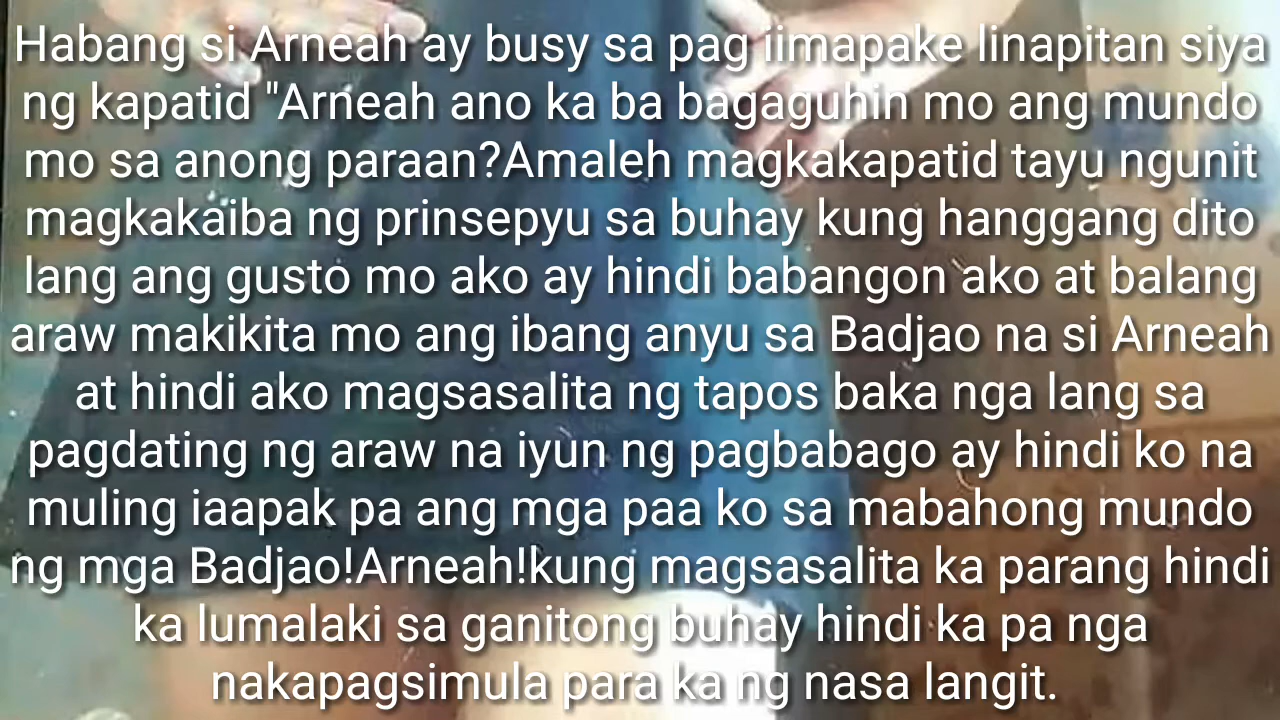 Habang si Arneah ay busy sa pag iimapake linapitan siya
ng kapatid "Arneah ano ka ba bagaguhin mo ang mundo
mo sa anong paraan?Amaleh magkakapatid tayu ngunit
magkakaiba ng prinsepyu sa buhay kung hanggang dito
lang ang gusto mo ako ay hindi babangon ako at balang
araw makikita mo ang ibang anyu sa Badjao na si Arneah
at hindi ako magsasalita ng tapos baka nga lang sa
pagdating ng araw na iyun ng pagbabago ay hindi ko na
muling iaapak pa ang mga paa ko sa mabahong mundo
ng mga Badjao!Arneah!kung magsasalita ka parang hindi
ka lumalaki sa ganitong buhay hindi ka pa nga
nakapagsimula para ka ng nasa langit.